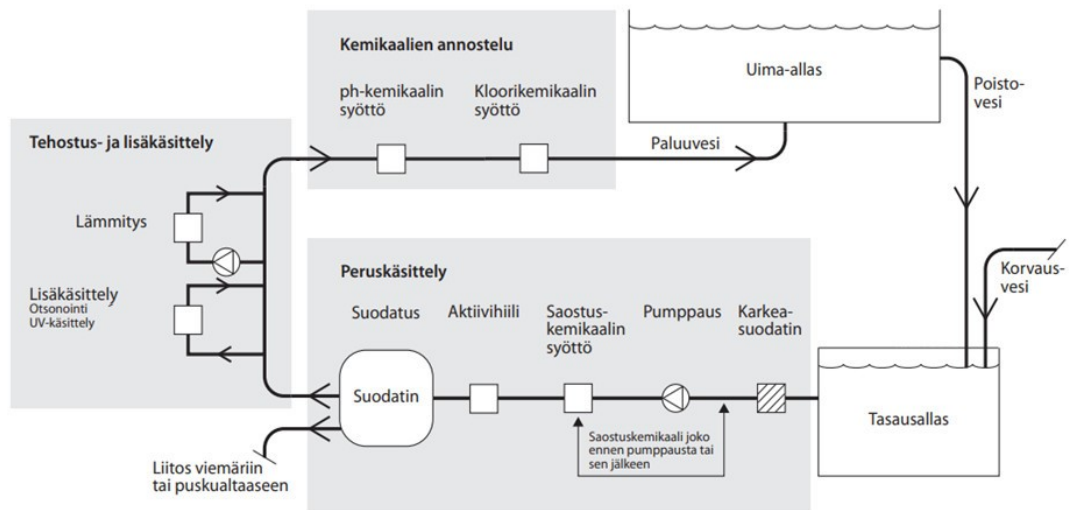 Kemikaalien annostelu
ph-kemikaalin
syöttö
Kloorikemikaalin
syöttö
Uima-allas
Poisto-
vesi
Paluuvesi
Tehostus- ja lisäkäsittely
Lämmitys
Lisäkäsittely
Otsonointi
UV-käsittely
Korvaus-
vesi
Peruskäsittely
Suodatus
Aktiivihiili
Saostus-
kemikaalin
syöttö
Pumppaus
Karkea-
suodatin
Suodatin
Tasausallas
Saostuskemikaali joko
ennen pumppausta tai
sen jälkeen
Liitos viemäriin
tai puskualtaaseen